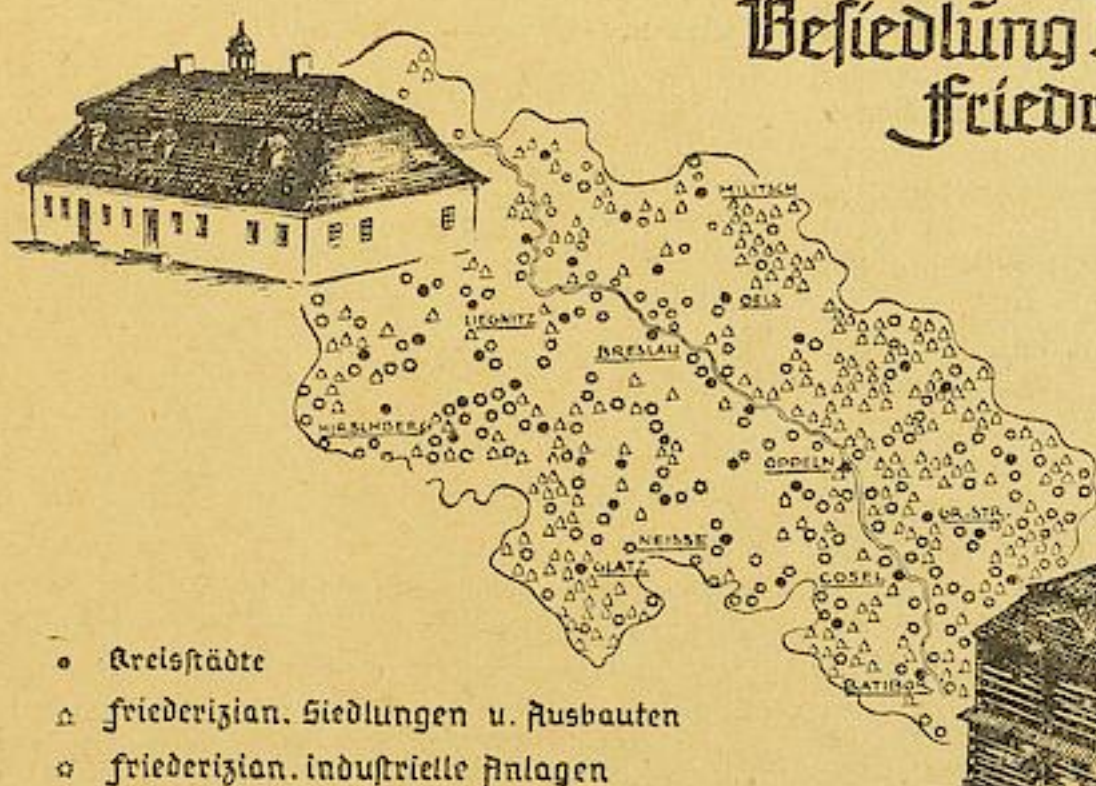 Besiedlung
Friedr
MILITSCH
OELS
LIEGNITZ
BRESLAU
HIRSCHBERG
OPPELN
GR. STR.
NEISSE
GLATZ
COSEL
RATIBOR
Kreisstädte
friederizian. Siedlungen u. Ausbauten
friederizian. industrielle Anlagen